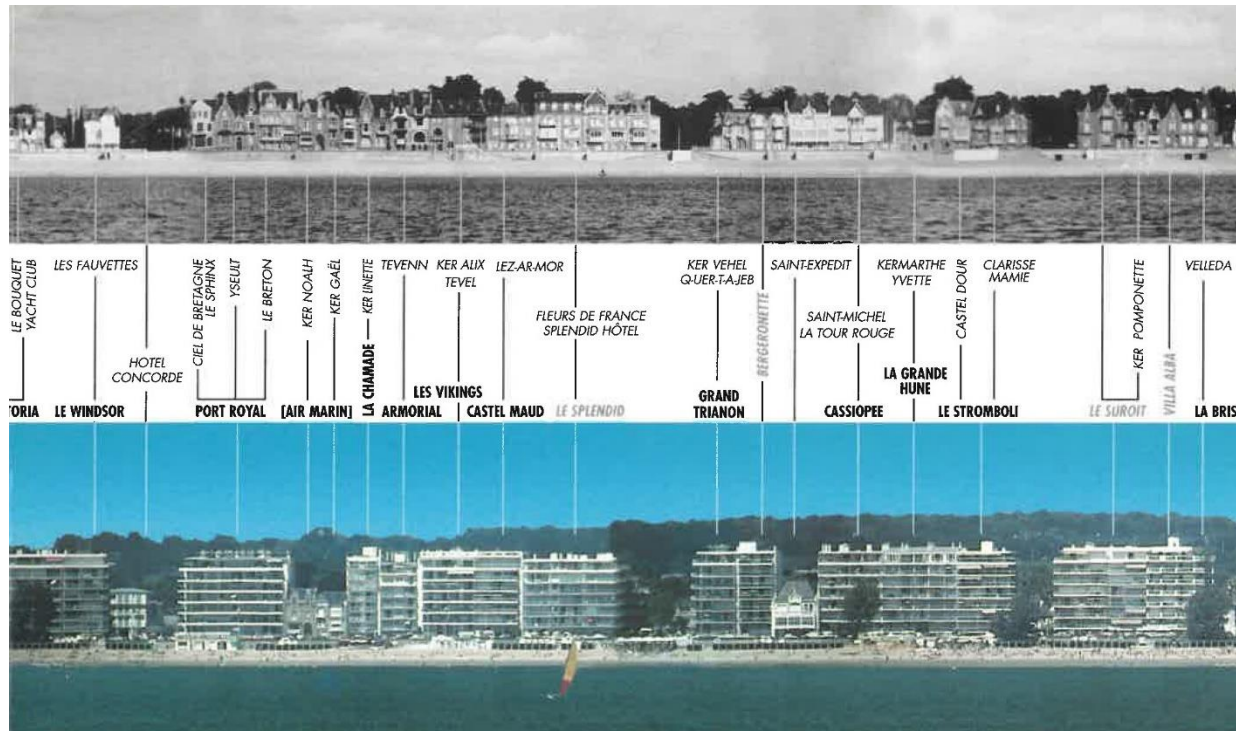 LE BOUQUET
YACHT CLUB
LES FAUVETTES
HOTEL
CONCORDE
CIEL DE BRETAGNE
LE SPHINX
YSEULT
LE BRETON
KER NOALH
KER GAËL
KER LINETTE
TEVENN
KER ALIX
TEVEL
LEZ-AR-MOR
FLEURS DE FRANCE
SPLENDID HÔTEL
KER VEHEL
Q-UER-T-A-JEB
BERGERONETTE
SAINT-EXPEDIT
SAINT-MICHEL
LA TOUR ROUGE
KERMARTHE
YVETTE
CASTEL DOUR
CLARISSE
MAMIE
KER POMPONETTE
VILLA ALBA
VELLEDA
TORIA
LE WINDSOR
PORT ROYAL
[AIR MARIN]
LA CHAMADE
ARMORIAL
LES VIKINGS
CASTEL MAUD
LE SPLENDID
GRAND
TRIANON
CASSIOPEE
LA GRANDE
HUNE
LE STROMBOLI
LE SUROIT
LA BRIS